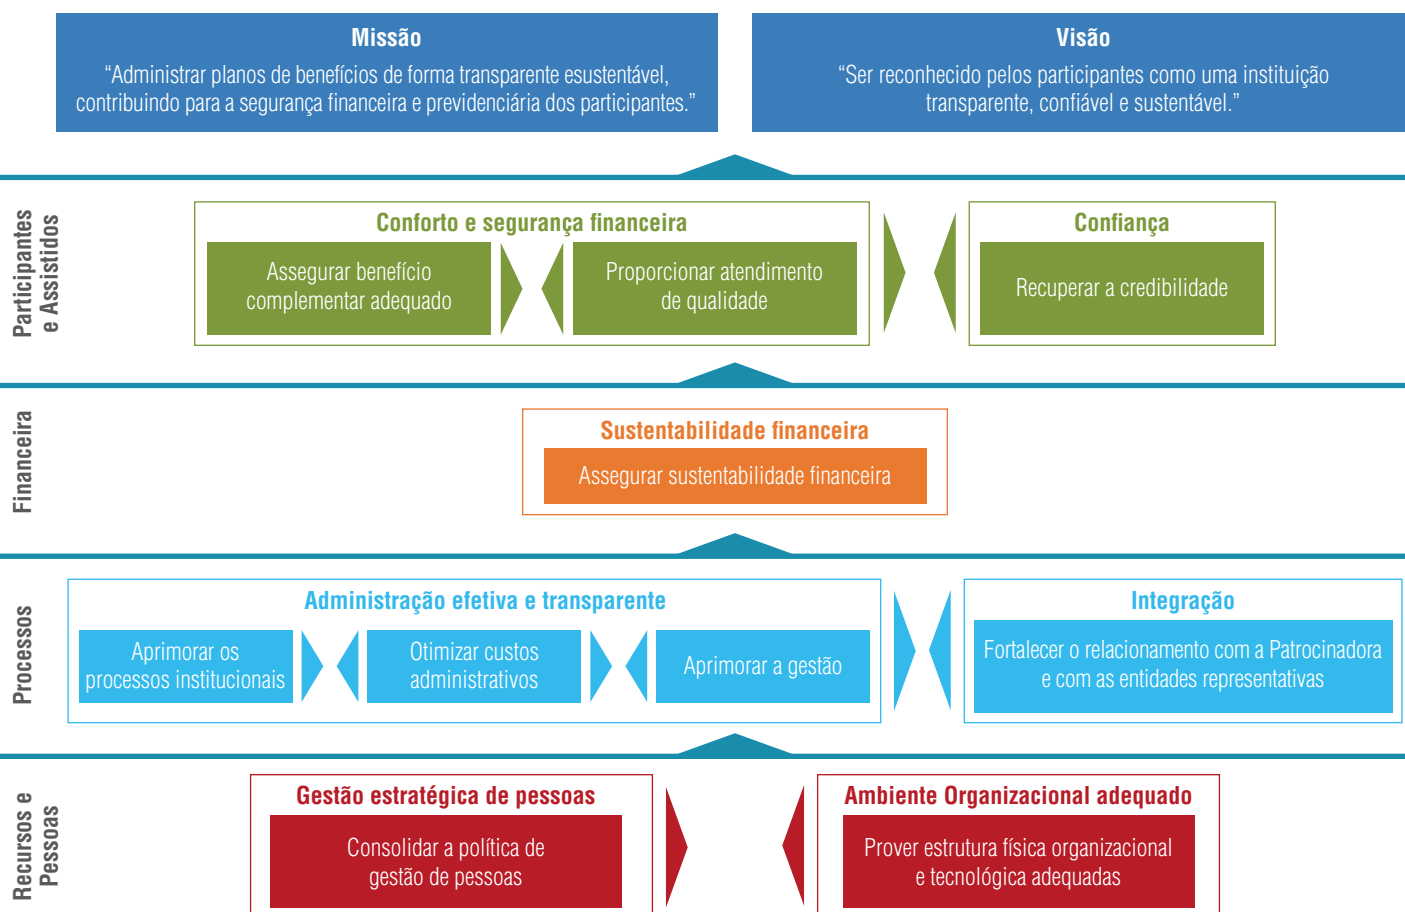 Missão
“Administrar planos de benefícios de forma transparente esustentável,
contribuindo para a segurança financeira e previdenciária dos participantes.”
Visão
“Ser reconhecido pelos participantes como uma instituição
transparente, confiável e sustentável.”
Participantes
e Assistidos
Conforto e segurança financeira
Assegurar benefício
complementar adequado
Proporcionar atendimento
de qualidade
Confiança
Recuperar a credibilidade
Financeira
Sustentabilidade financeira
Assegurar sustentabilidade financeira
Processos
Administração efetiva e transparente
Aprimorar os
processos institucionais
Otimizar custos
administrativos
Aprimorar a gestão
Integração
Fortalecer o relacionamento com a Patrocinadora
e com as entidades representativas
Recursos e
Pessoas
Gestão estratégica de pessoas
Consolidar a política de
gestão de pessoas
Ambiente Organizacional adequado
Prover estrutura física organizacional
e tecnológica adequadas